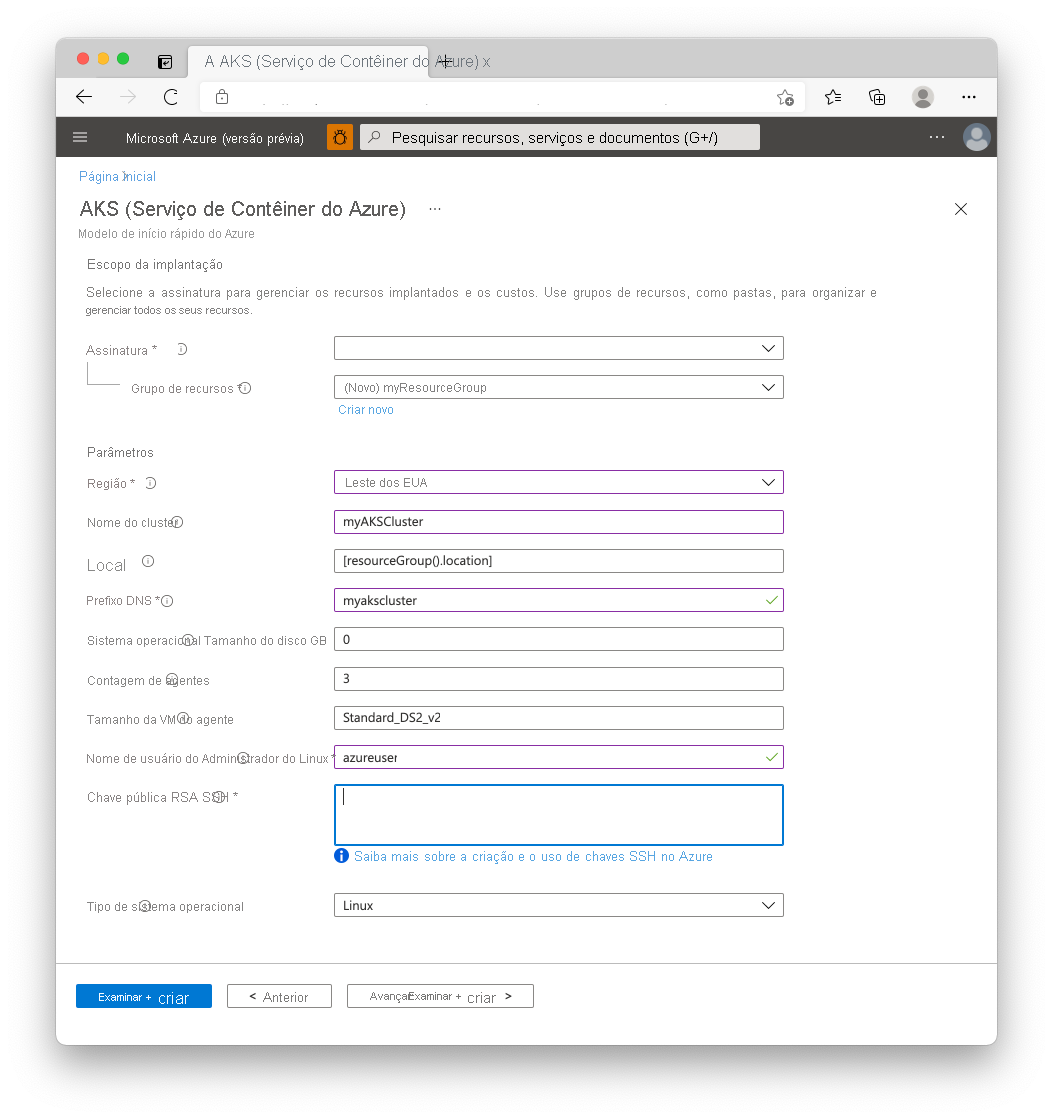 A AKS (Serviço de Contêiner do Azure) x
Microsoft Azure (versão prévia)
Pesquisar recursos, serviços e documentos (G+/)
Página Inicial
AKS (Serviço de Contêiner do Azure) ...
Modelo de início rápido do Azure
Escopo da implantação
Selecione a assinatura para gerenciar os recursos implantados e os custos. Use grupos de recursos, como pastas, para organizar e
gerenciar todos os seus recursos.
Assinatura *
Grupo de recursos * (Novo) myResourceGroup
Criar novo
Parâmetros
Região * Leste dos EUA
Nome do cluster myAKSCluster
Local [resourceGroup().location]
Prefixo DNS * myakscluster
Sistema operacional Tamanho do disco GB 0
Contagem de agentes 3
Tamanho da VM do agente Standard_DS2_v2
Nome de usuário do Administrador do Linux * azureuser
Chave pública RSA SSH *
Saiba mais sobre a criação e o uso de chaves SSH no Azure
Tipo de sistema operacional Linux
Examinar + criar < Anterior Avançar Examinar + criar >